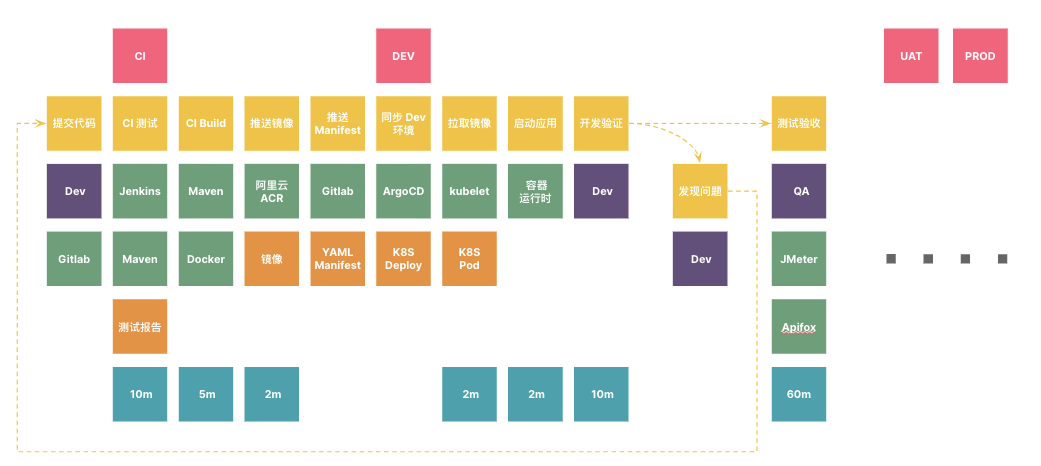 CI
DEV
UAT
PROD
提交代码
CI 测试
CI Build
推送镜像
推送
Manifest
同步 Dev
环境
拉取镜像
启动应用
开发验证
测试验收
Dev
Jenkins
Maven
阿里云
ACR
Gitlab
ArgoCD
kubelet
容器
运行时
Dev
发现问题
QA
Gitlab
Maven
Docker
镜像
YAML
Manifest
K8S
Deploy
K8S
Pod
Dev
JMeter
测试报告
Apifox
10m
5m
2m
2m
2m
10m
60m